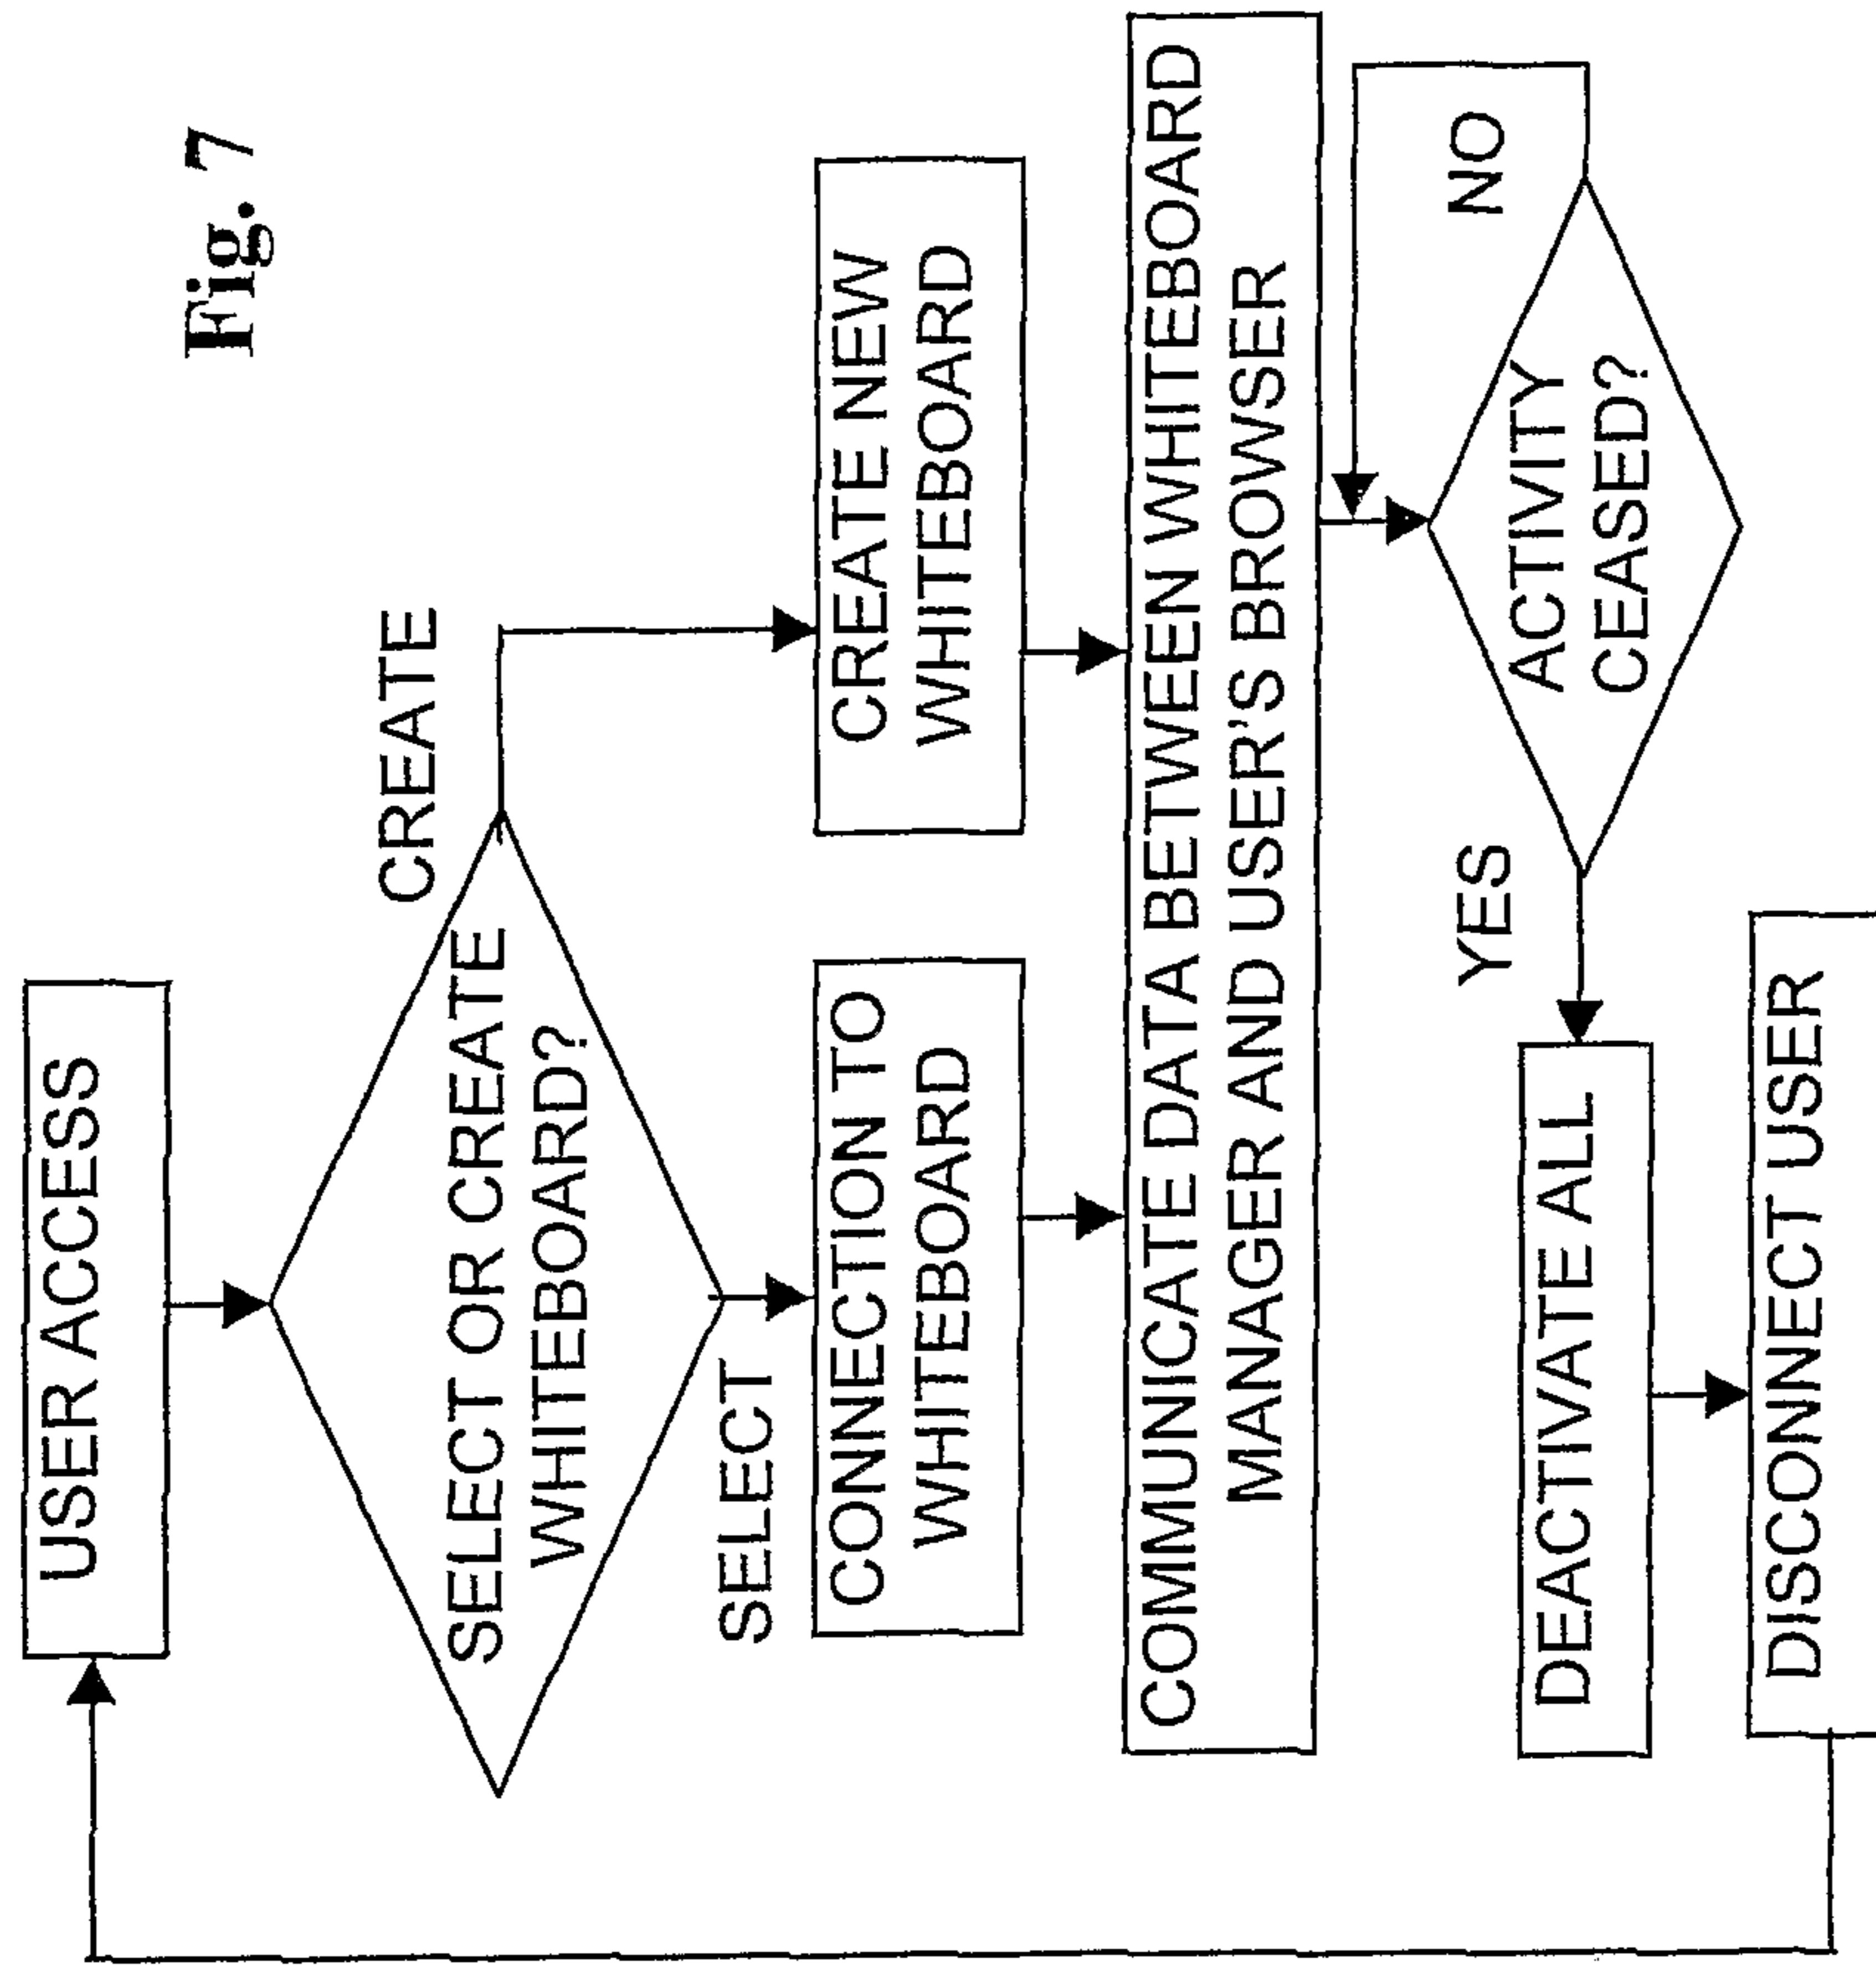 Fig. 7
USER ACCESS
SELECT OR CREATE
WHITEBOARD?
CREATE
SELECT
CONNECTION TO
WHITEBOARD
CREATE NEW
WHITEBOARD
COMMUNICATE DATA BETWEEN WHITEBOARD
MANAGER AND USER'S BROWSER
ACTIVITY
CEASED?
NO
YES
DEACTIVATE ALL
DISCONNECT USER